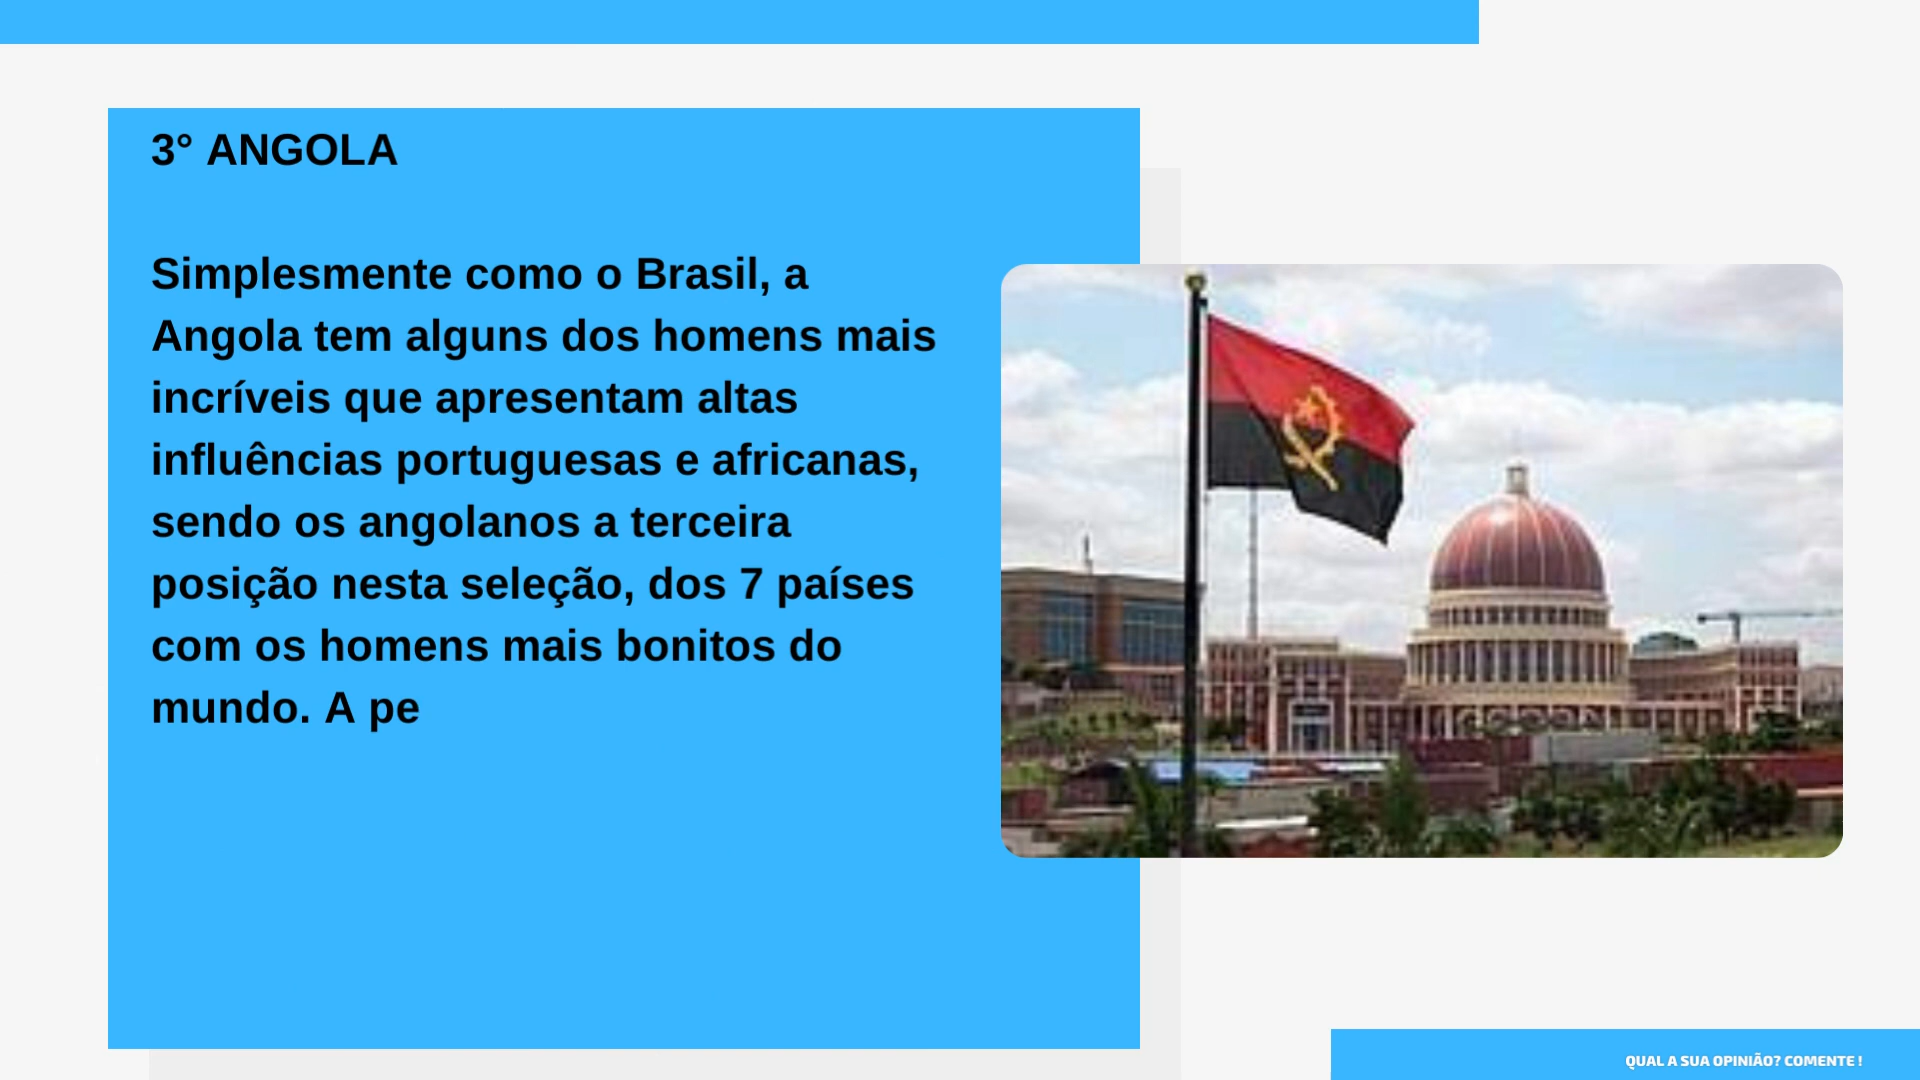 3° ANGOLA
Simplesmente como o Brasil, a
Angola tem alguns dos homens mais
incríveis que apresentam altas
influências portuguesas e africanas,
sendo os angolanos a terceira
posição nesta seleção, dos 7 países
com os homens mais bonitos do
mundo. A pe
QUAL A SUA OPINIÃO? COMENTE !